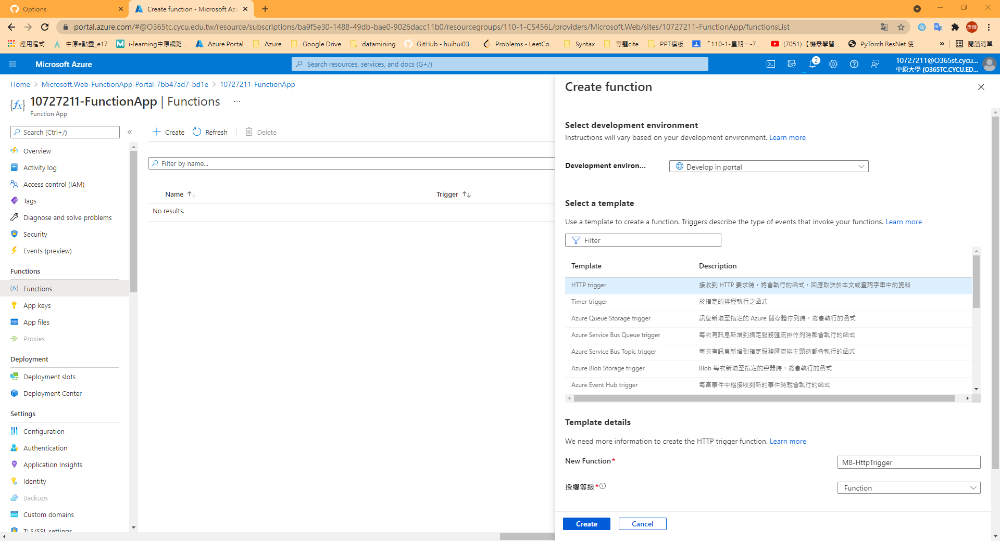 Options
Create function - Microsoft Azu
portal.azure.com/#@O365tc.cycu.edu.tw/resource/subscriptions/ba9f5e30-1488-49db-bae0-9026dacc11b0/resourcegroups/110-1-CS456L/providers/Microsoft.Web/sites/10727211-FunctionApp/functionsList
彥輝
應用程式
中原e點靈_e17
i-learning中原網路...
Azure Portal
Azure
Google Drive
datamining
GitHub - huihui03...
Problems - LeetCo...
Syntax
專題cite
PPT模板
「110-1-星期一-7....
(7051) 【機器學習...
PyTorch ResNet 使...
»
閱讀清單
Microsoft Azure
Search resources, services, and docs (G+/)
2
10727211@O365st.cycu...
中原大學 (O365TC.CYCU.ED...
Home > Microsoft.Web-FunctionApp-Portal-7bb47ad7-bd1e > 10727211-FunctionApp
10727211-FunctionApp | Functions ...
Function App
Search (Ctrl+/)
«
Overview
Activity log
Access control (IAM)
Tags
Diagnose and solve problems
Security
Events (preview)
Functions
Functions
App keys
App files
Proxies
Deployment
Deployment slots
Deployment Center
Settings
Configuration
Authentication
Application Insights
Identity
Backups
Custom domains
TLS/SSL settings
Create
Refresh
Delete
Filter by name...
Name
Trigger
No results.
Create function
Select development environment
Instructions will vary based on your development environment. Learn more
Development environ...
Develop in portal
Select a template
Use a template to create a function. Triggers describe the type of events that invoke your functions. Learn more
Filter
Template Description
HTTP trigger 接收到 HTTP 要求時，將會執行的函式，回應取決於本文或查詢字串中的資料
Timer trigger 於指定的排程執行之函式
Azure Queue Storage trigger 訊息新增至指定的 Azure 儲存體佇列時，將會執行的函式
Azure Service Bus Queue trigger 每次有訊息新增到指定服務匯流排佇列時都會執行的函式
Azure Service Bus Topic trigger 每次有訊息新增到指定服務匯流排主題時都會執行的函式
Azure Blob Storage trigger Blob 每次新增至指定的容器時，將會執行的函式
Azure Event Hub trigger 每當事件中樞接收到新的事件時就會執行的函式
Template details
We need more information to create the HTTP trigger function. Learn more
New Function*
M8-HttpTrigger
授權等級*
Function
Create
Cancel